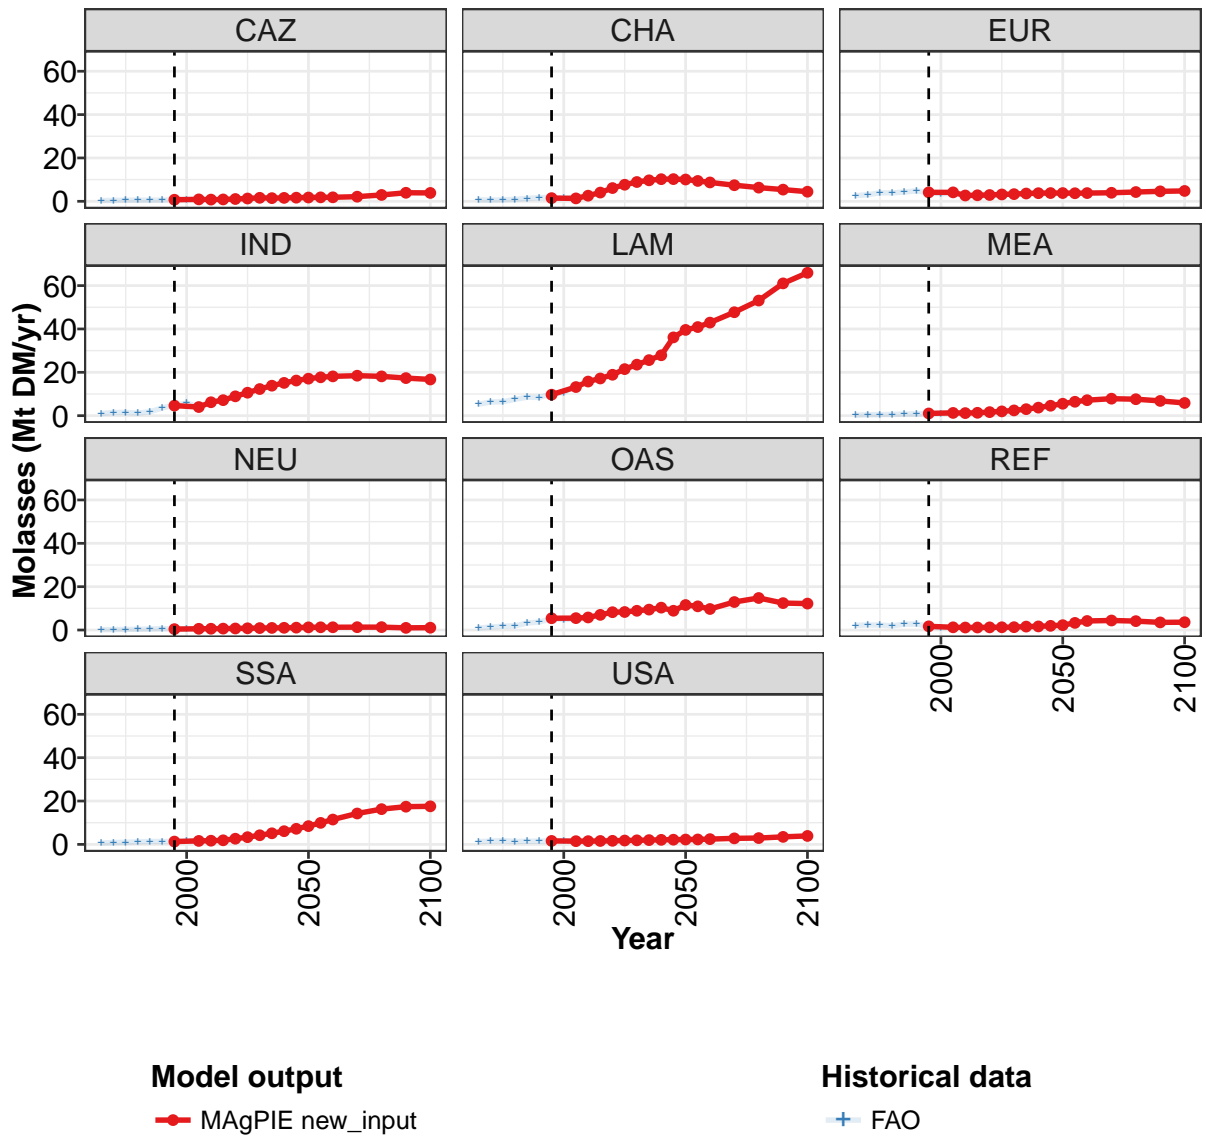 CAZ CHA EUR
60
40
20
0
IND LAM MEA
60
40
20
0
NEU OAS REF
60
40
20
0
2000 2050 2100
SSA USA
60
40
20
0
2000 2050 2100 2000 2050 2100
Molasses (Mt DM/yr)
Year
Model output Historical data
MAgPIE new_input FAO